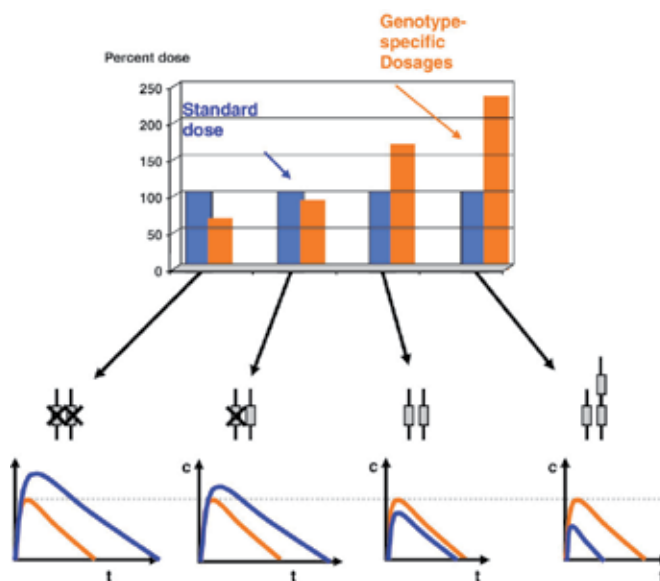 Genotype-
specific
Dosages
Percent dose
250
Standard
dose
200
150
100
50
0
c
c
c
t
t
t
t